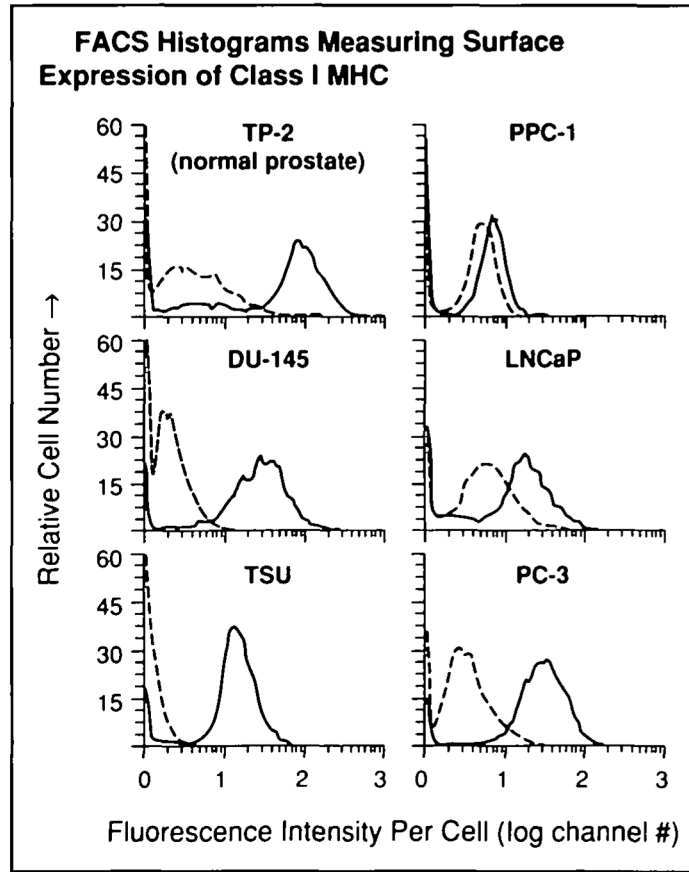 FACS Histograms Measuring Surface
Expression of Class I MHC
TP-2
(normal prostate)
PPC-1
60
45
30
15
DU-145
LNCaP
60
45
30
15
TSU
PC-3
60
45
30
15
0 1 2 3
0 1 2 3
Relative Cell Number →
Fluorescence Intensity Per Cell (log channel #)